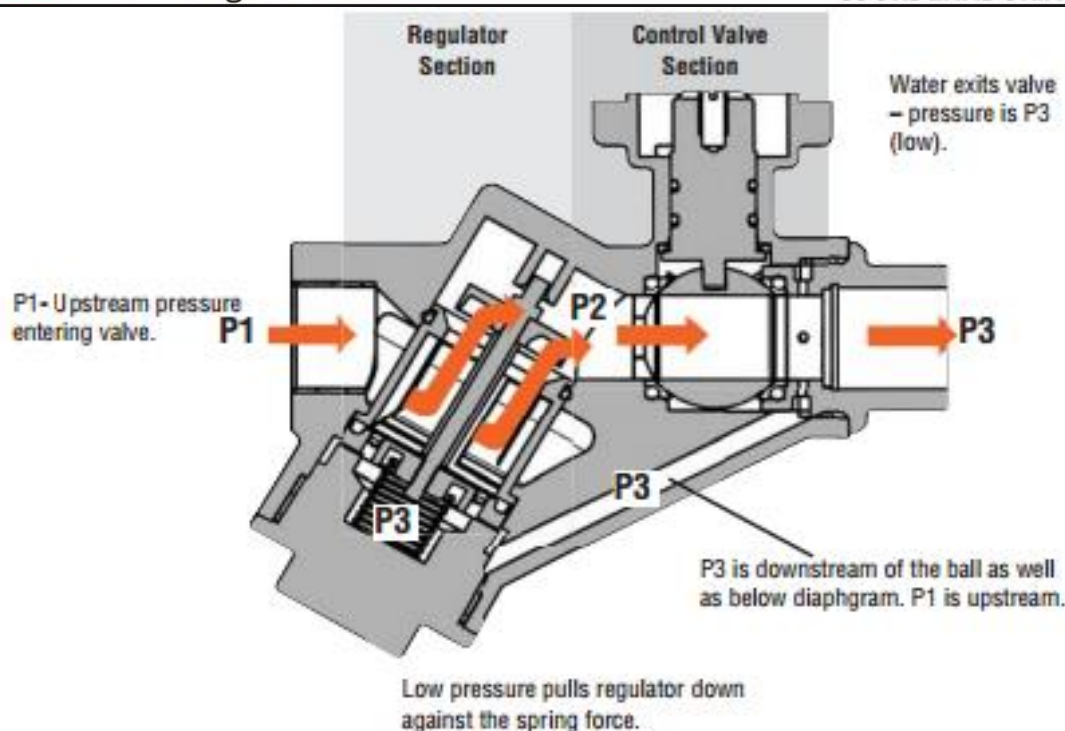 Regulator
Section
Control Valve
Section
Water exits valve
– pressure is P3
(low).
P1- Upstream pressure
entering valve.
P1
P2
P3
P3
P3
P3 is downstream of the ball as well
as below diaphgram. P1 is upstream.
Low pressure pulls regulator down
against the spring force.